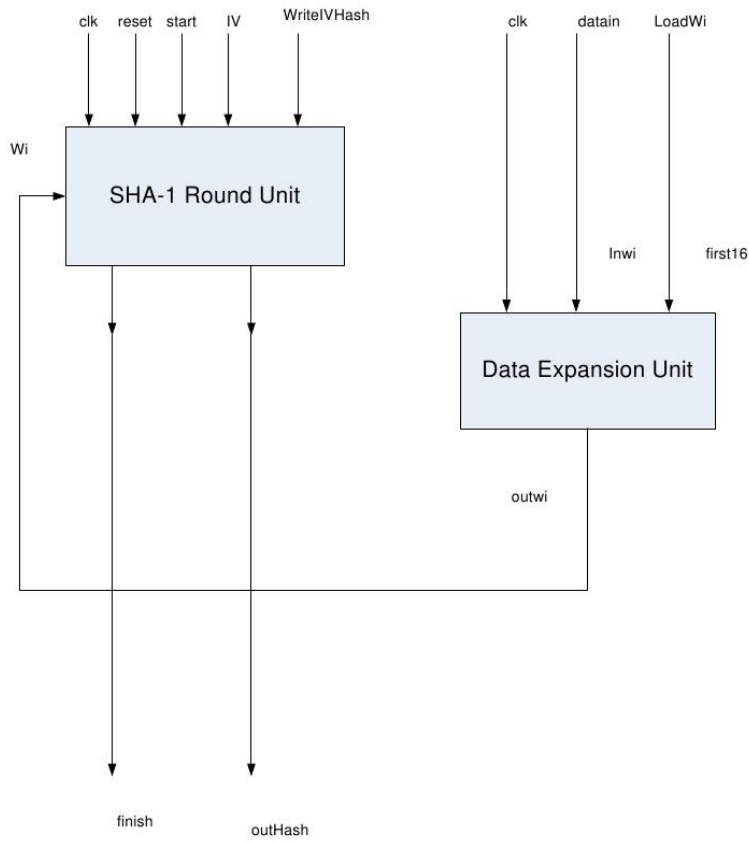 clk reset start IV WriteIVHash
clk datain LoadWi
Wi
SHA-1 Round Unit
Inwi first16
Data Expansion Unit
outwi
finish
outHash